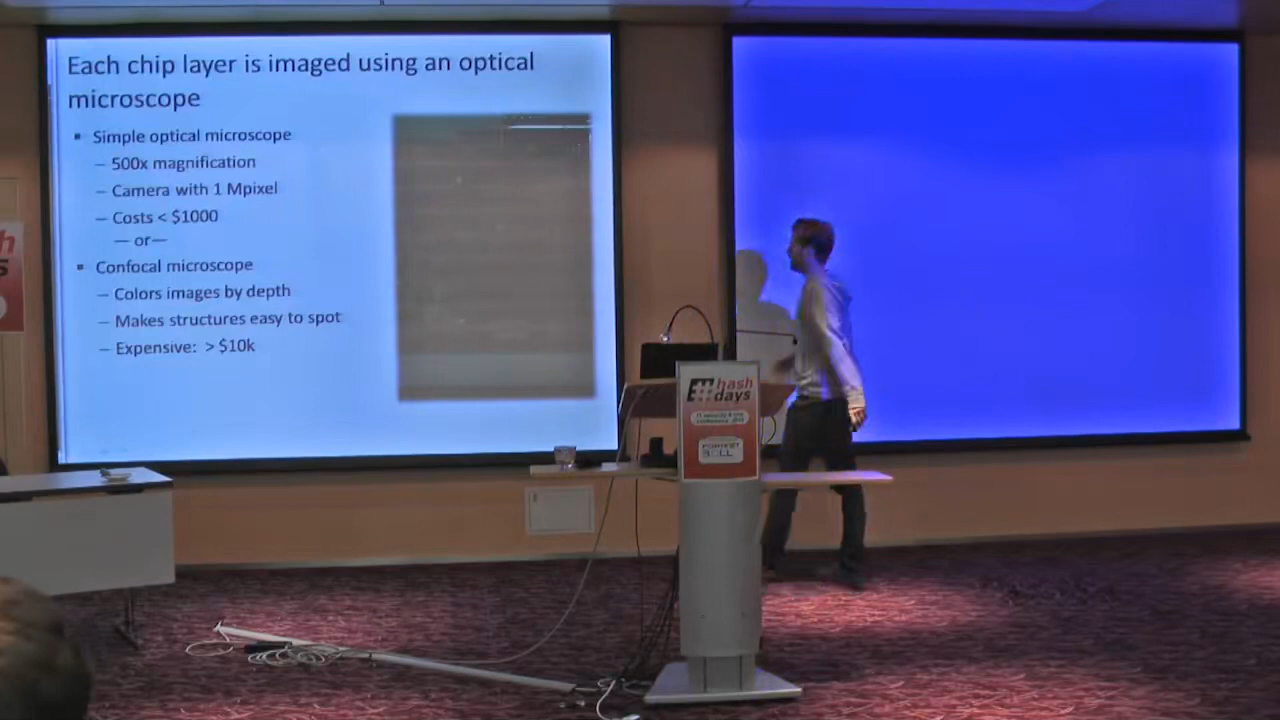 Each chip layer is imaged using an optical
microscope
▪ Simple optical microscope
– 500x magnification
– Camera with 1 Mpixel
– Costs < $1000
— or—
▪ Confocal microscope
– Colors images by depth
– Makes structures easy to spot
– Expensive: > $10k
# hash
days